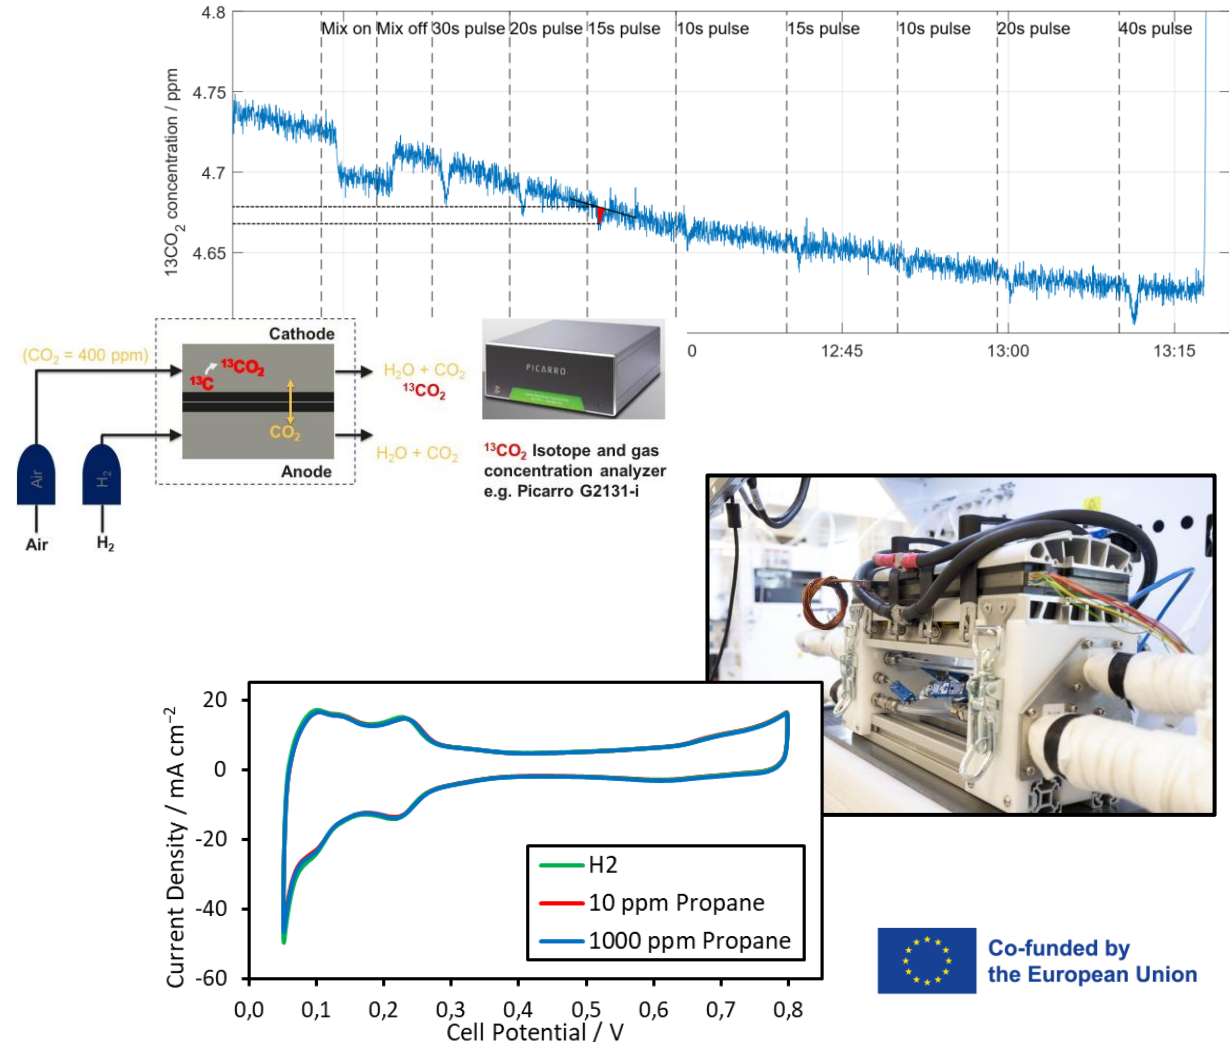 4.8
Mix on
Mix off
30s pulse
20s pulse
15s pulse
10s pulse
15s pulse
10s pulse
20s pulse
40s pulse
4.75
4.7
4.65
13CO₂ concentration / ppm
0
12:45
13:00
13:15
Cathode
(CO₂ = 400 ppm)
¹³C
¹³CO₂
H₂O + CO₂
¹³CO₂
CO₂
H₂O + CO₂
Anode
Air
H₂
Air
H₂
PICARRO
¹³CO₂ Isotope and gas
concentration analyzer
e.g. Picarro G2131-i
20
0
-20
-40
-60
Current Density / mA cm⁻²
H2
10 ppm Propane
1000 ppm Propane
0,0
0,1
0,2
0,3
0,4
0,5
0,6
0,7
0,8
Cell Potential / V
Co-funded by
the European Union